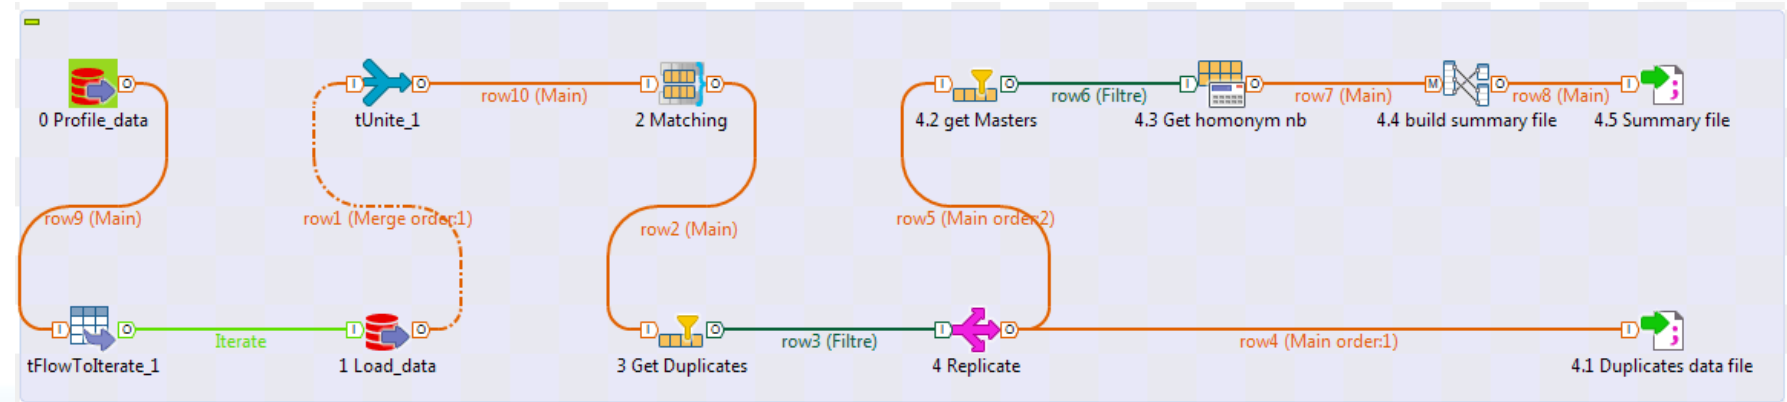 0 Profile_data
tUnite_1
row10 (Main)
2 Matching
4.2 get Masters
row6 (Filtre)
4.3 Get homonym nb
row7 (Main)
4.4 build summary file
row8 (Main)
4.5 Summary file
row9 (Main)
row1 (Merge order:1)
row2 (Main)
row5 (Main order:2)
tFlowToIterate_1
Iterate
1 Load_data
3 Get Duplicates
row3 (Filtre)
4 Replicate
row4 (Main order:1)
4.1 Duplicates data file